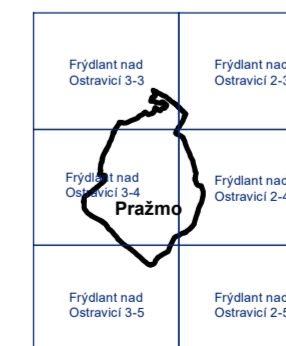 Frýdlant nad
Ostravicí 3-3
Frýdlant nad
Ostravicí 2-3
Frýdlant nad
Ostravicí 3-4
Frýdlant nad
Ostravicí 2-4
Pražmo
Frýdlant nad
Ostravicí 3-5
Frýdlant nad
Ostravicí 2-5